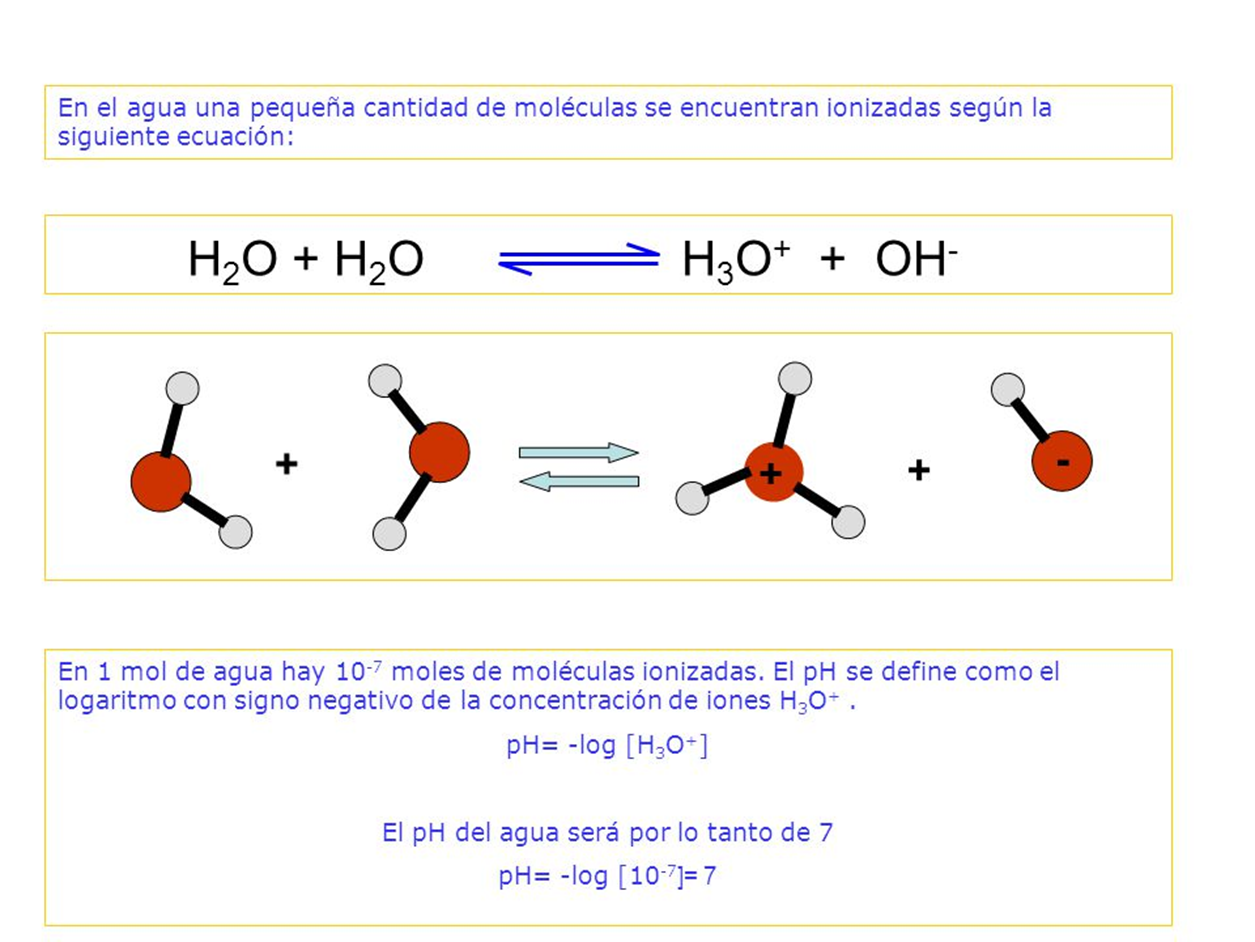 En el agua una pequeña cantidad de moléculas se encuentran ionizadas según la
siguiente ecuación:
H₂O + H₂O ⇌ H₃O⁺ + OH⁻
+ + + -
En 1 mol de agua hay 10⁻⁷ moles de moléculas ionizadas. El pH se define como el
logaritmo con signo negativo de la concentración de iones H₃O⁺ .
pH= -log [H₃O⁺]
El pH del agua será por lo tanto de 7
pH= -log [10⁻⁷]= 7